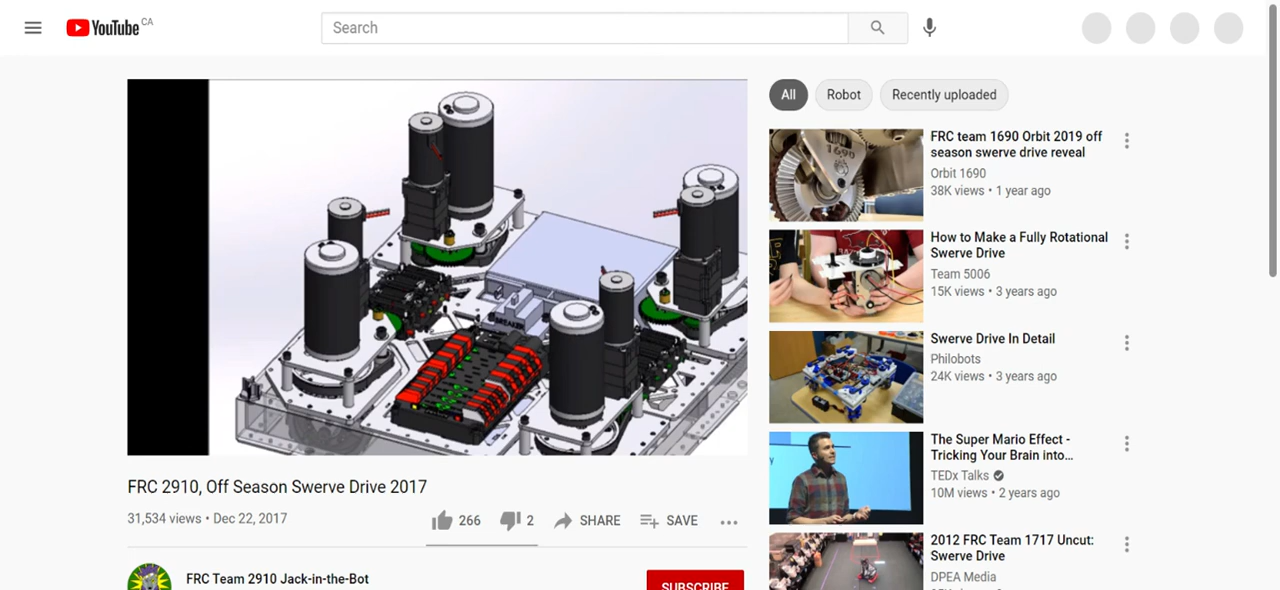 YouTube CA
Search
All
Robot
Recently uploaded
1690
FRC team 1690 Orbit 2019 off
season swerve drive reveal
Orbit 1690
38K views • 1 year ago
How to Make a Fully Rotational
Swerve Drive
Team 5006
15K views • 3 years ago
Swerve Drive In Detail
Philobots
24K views • 3 years ago
The Super Mario Effect -
Tricking Your Brain into...
TEDx Talks
10M views • 2 years ago
2012 FRC Team 1717 Uncut:
Swerve Drive
DPEA Media
BREAKER
FRC 2910, Off Season Swerve Drive 2017
31,534 views • Dec 22, 2017
266
2
SHARE
SAVE
FRC Team 2910 Jack-in-the-Bot
SUBSCRIBE